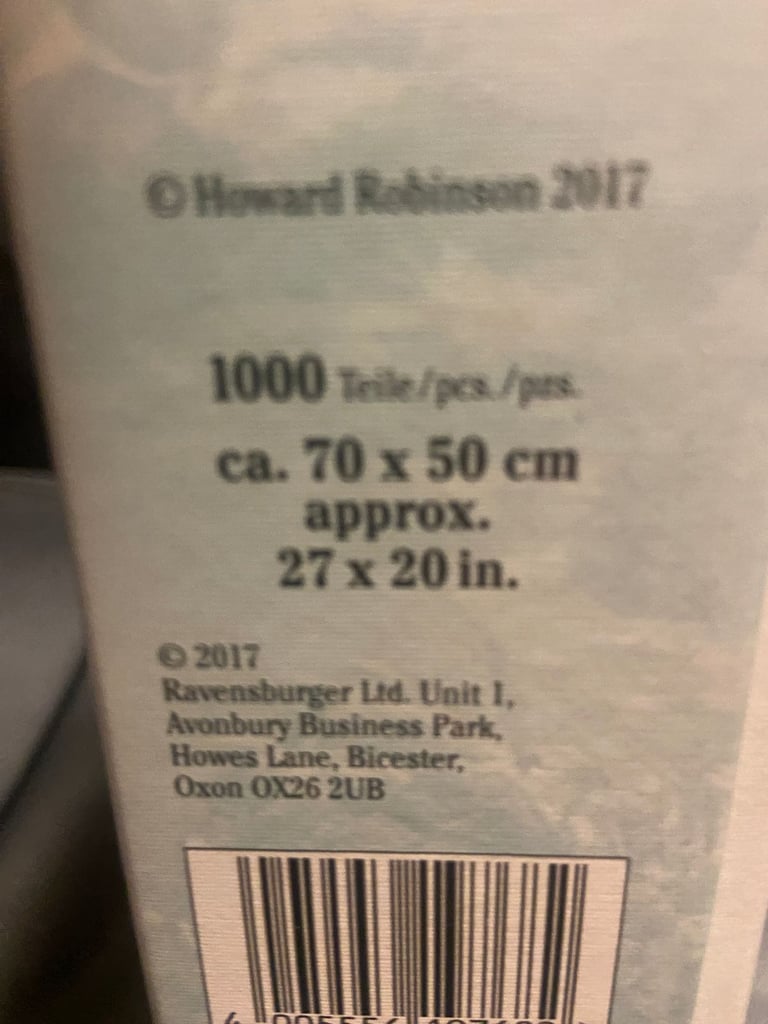 © Howard Robinson 2017
1000 Teile/pcs./pzs.
ca. 70 x 50 cm
approx.
27 x 20 in.
© 2017
Ravensburger Ltd. Unit 1,
Avonbury Business Park,
Howes Lane, Bicester,
Oxon OX26 2UB